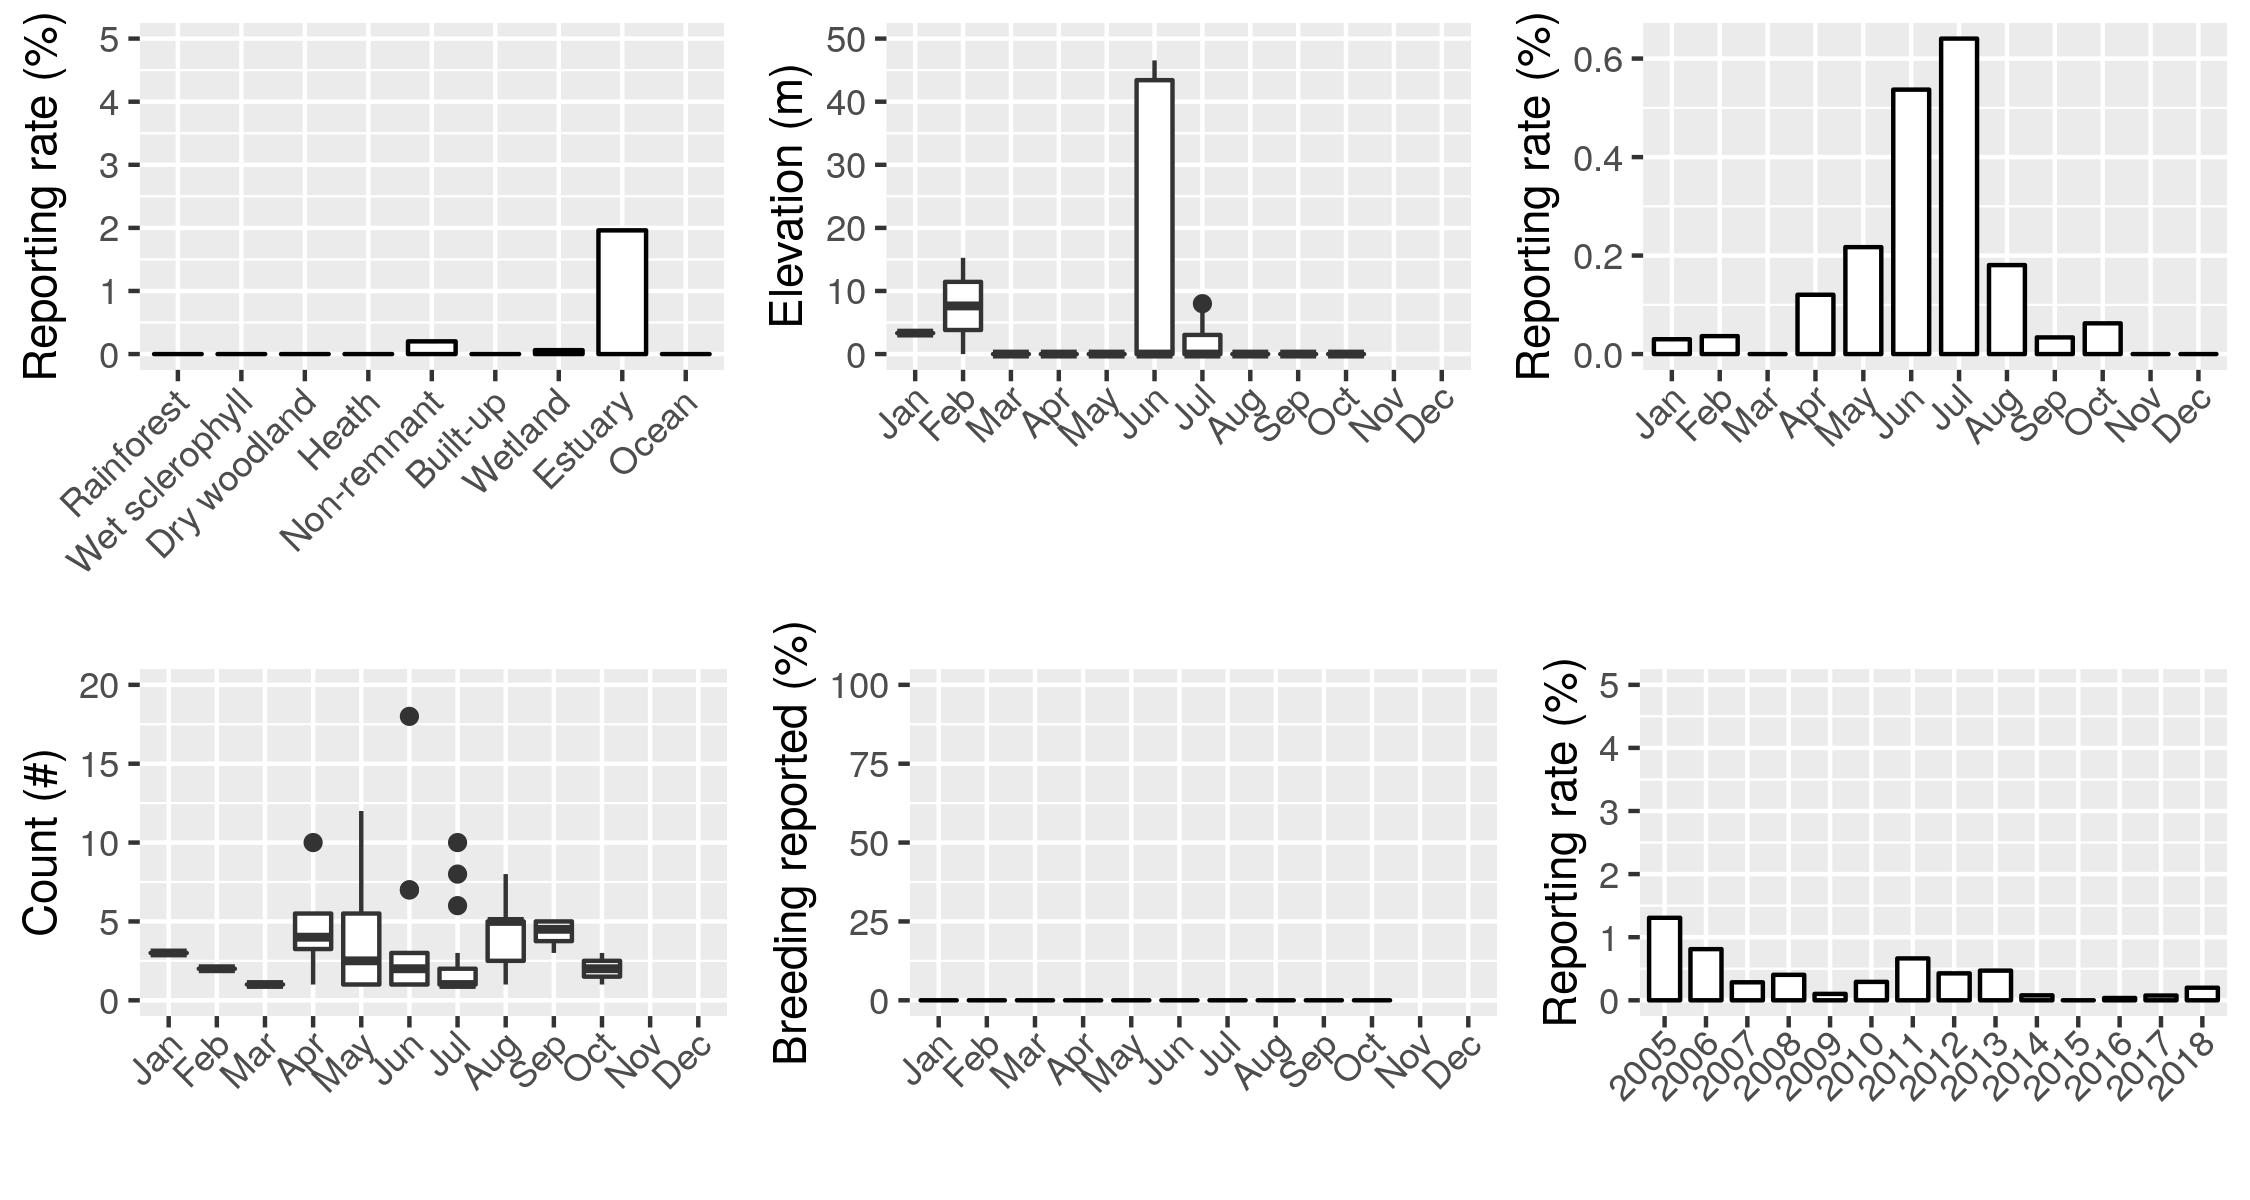 Reporting rate (%)
5
4
3
2
1
0
Rainforest
Wet sclerophyll
Dry woodland
Heath
Non-remnant
Built-up
Wetland
Estuary
Ocean
Elevation (m)
50
40
30
20
10
0
Jan
Feb
Mar
Apr
May
Jun
Jul
Aug
Sep
Oct
Nov
Dec
Reporting rate (%)
0.6
0.4
0.2
0.0
Jan
Feb
Mar
Apr
May
Jun
Jul
Aug
Sep
Oct
Nov
Dec
Count (#)
20
15
10
5
0
Jan
Feb
Mar
Apr
May
Jun
Jul
Aug
Sep
Oct
Nov
Dec
Breeding reported (%)
100
75
50
25
0
Jan
Feb
Mar
Apr
May
Jun
Jul
Aug
Sep
Oct
Nov
Dec
Reporting rate (%)
5
4
3
2
1
0
2005
2006
2007
2008
2009
2010
2011
2012
2013
2014
2015
2016
2017
2018